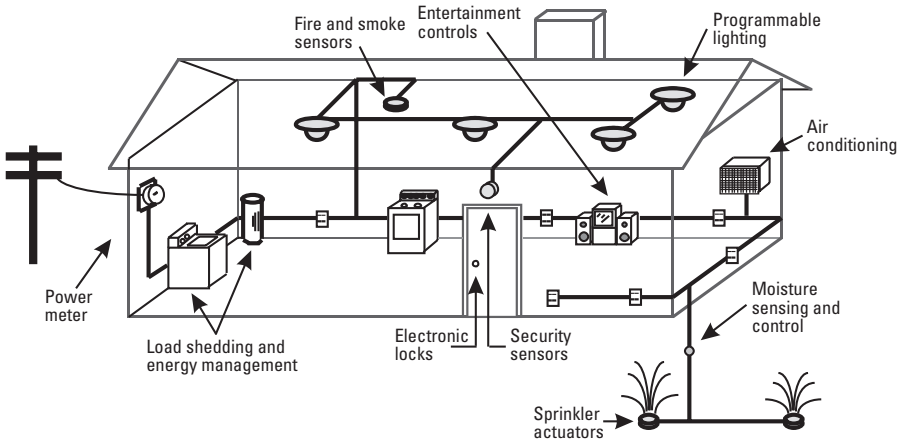 Fire and smoke
sensors
Entertainment
controls
Programmable
lighting
Air
conditioning
Power
meter
Load shedding and
energy management
Electronic
locks
Security
sensors
Moisture
sensing and
control
Sprinkler
actuators